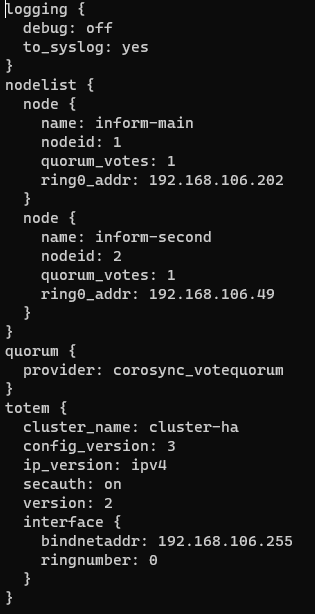 logging {
  debug: off
  to_syslog: yes
}
nodelist {
  node {
    name: inform-main
    nodeid: 1
    quorum_votes: 1
    ring0_addr: 192.168.106.202
  }
  node {
    name: inform-second
    nodeid: 2
    quorum_votes: 1
    ring0_addr: 192.168.106.49
  }
}
quorum {
  provider: corosync_votequorum
}
totem {
  cluster_name: cluster-ha
  config_version: 3
  ip_version: ipv4
  secauth: on
  version: 2
  interface {
    bindnetaddr: 192.168.106.255
    ringnumber: 0
  }
}